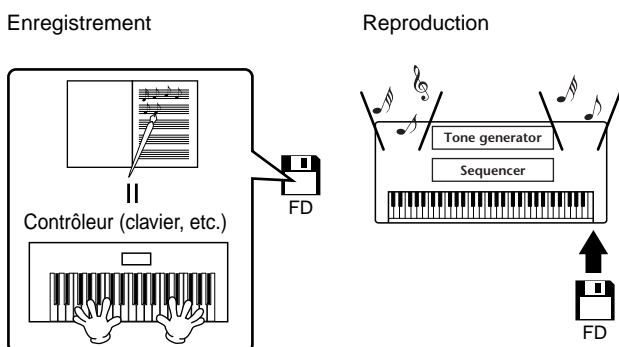 Enregistrement
Reproduction
Tone generator
Sequencer
FD
Contrôleur (clavier, etc.)
FD